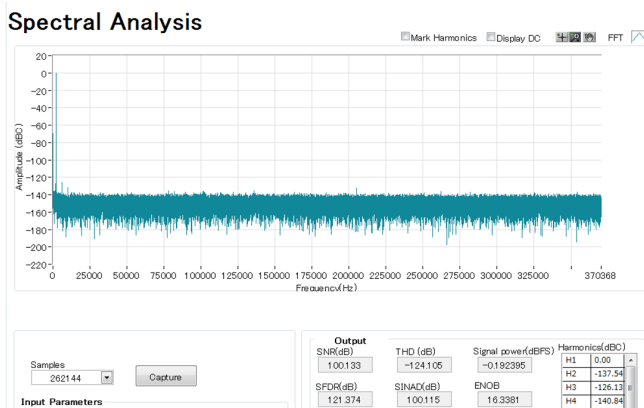 Spectral Analysis
Mark Harmonics Display DC FFT
20
0
-20
-40
-60
-80
-100
-120
-140
-160
-180
-200
-220
Amplitude (dBC)
0 25000 50000 75000 100000 125000 150000 175000 200000 225000 250000 275000 300000 325000 370368
Frequency(Hz)
Samples
262144
Capture
Input Parameters
Output
SNR(dB) THD (dB) Signal power(dBFS) Harmonics(dBC)
100.133 -124.105 -0.192395
SFDR(dB) SINAD(dB) ENOB
121.374 100.115 16.3381
H1 0.00
H2 -137.54
H3 -126.13
H4 -140.84